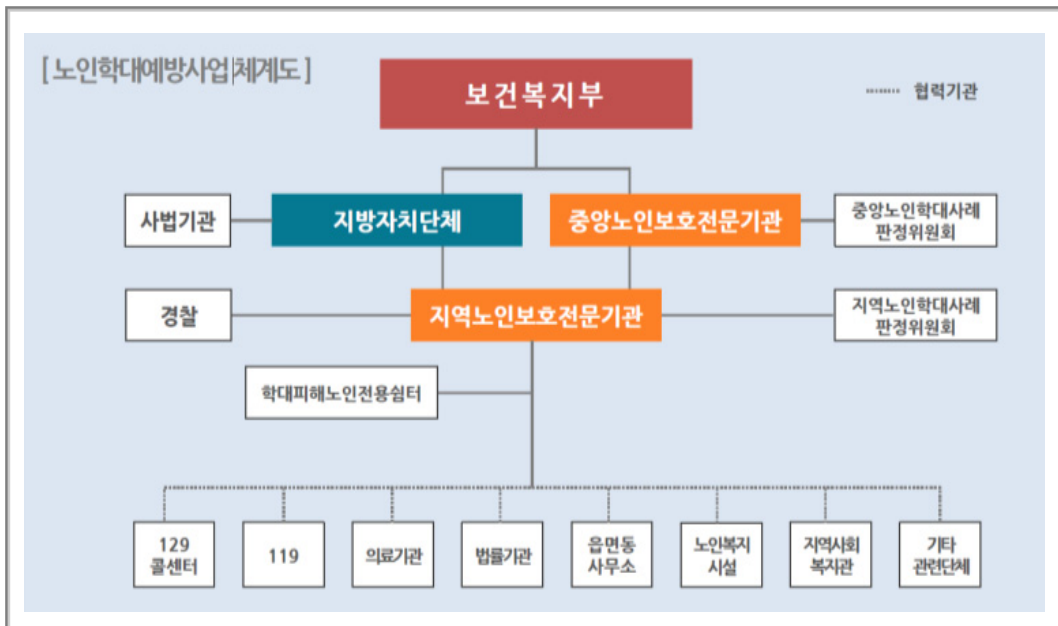 [ 노인학대예방사업 체계도 ]
보건복지부
협력기관
사법기관
지방자치단체
중앙노인보호전문기관
중앙노인학대사례
판정위원회
경찰
지역노인보호전문기관
지역노인학대사례
판정위원회
학대피해노인전용쉼터
129
콜센터
119
의료기관
법률기관
읍면동
사무소
노인복지
시설
지역사회
복지관
기타
관련단체